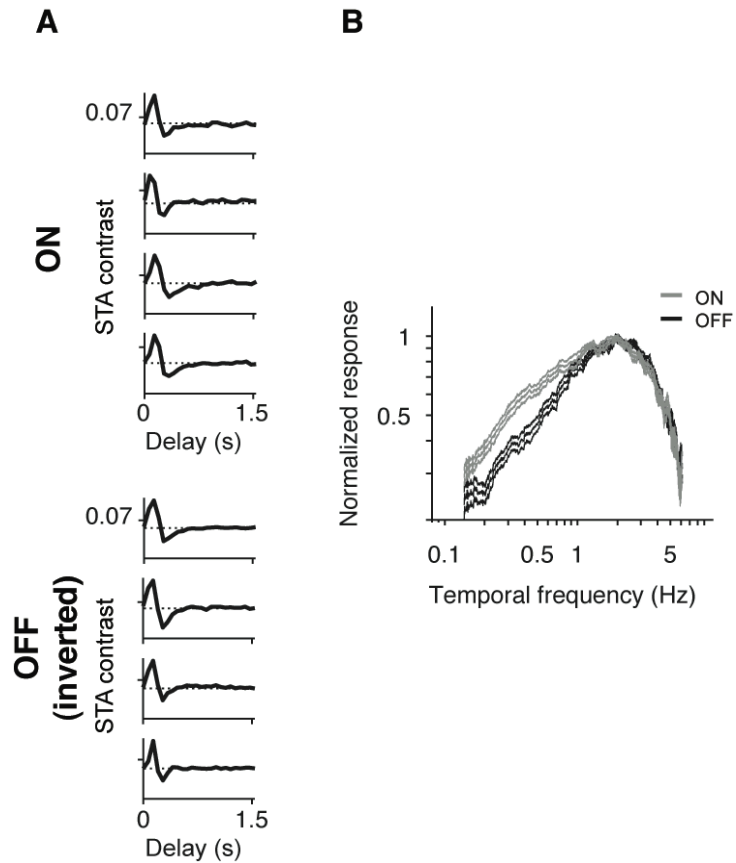 A
ON
STA contrast
0.07
0
1.5
Delay (s)
OFF
(inverted)
STA contrast
0.07
0
1.5
Delay (s)
B
ON
OFF
Normalized response
1
0.5
0.1
0.5
1
5
Temporal frequency (Hz)